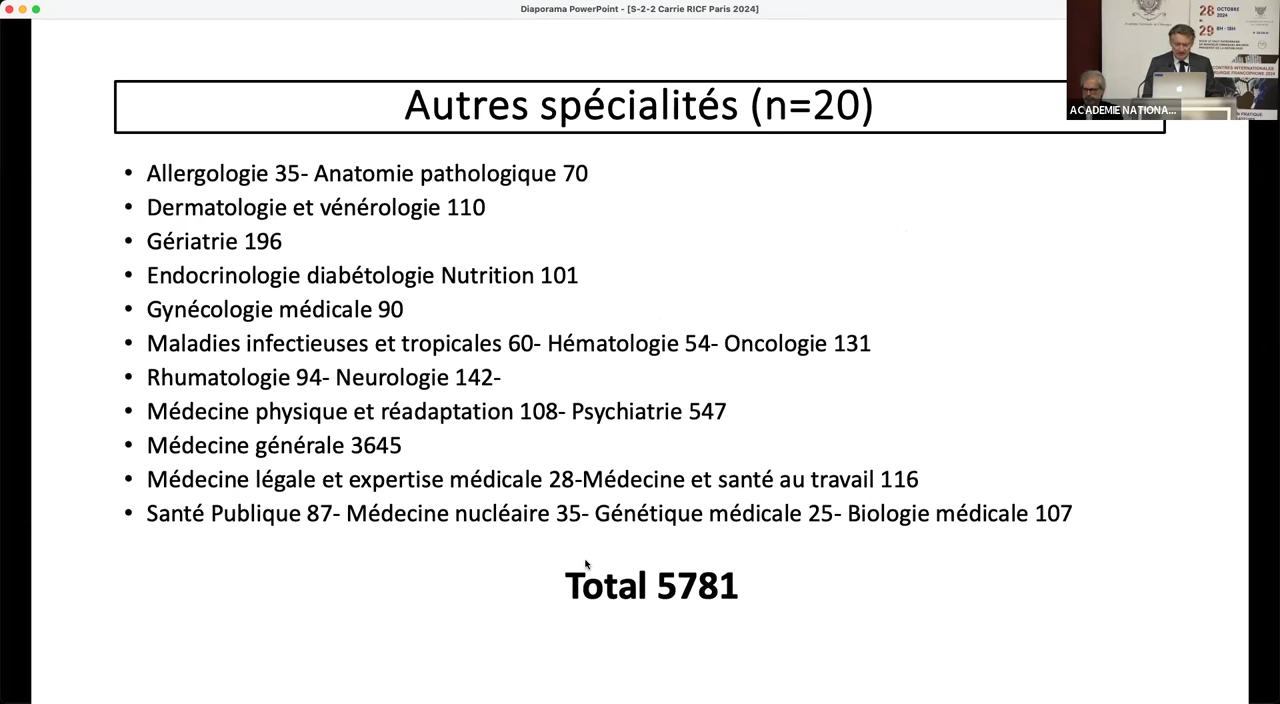 Diaporama PowerPoint - [S-2-2 Carrie RICF Paris 2024]
Autres spécialités (n=20)
• Allergologie 35- Anatomie pathologique 70
• Dermatologie et vénérologie 110
• Gériatrie 196
• Endocrinologie diabétologie Nutrition 101
• Gynécologie médicale 90
• Maladies infectieuses et tropicales 60- Hématologie 54- Oncologie 131
• Rhumatologie 94- Neurologie 142-
• Médecine physique et réadaptation 108- Psychiatrie 547
• Médecine générale 3645
• Médecine légale et expertise médicale 28-Médecine et santé au travail 116
• Santé Publique 87- Médecine nucléaire 35- Génétique médicale 25- Biologie médicale 107
Total 5781
28 OCTOBRE
2024
29 8H - 18H
ACADEMIE NATIONA...